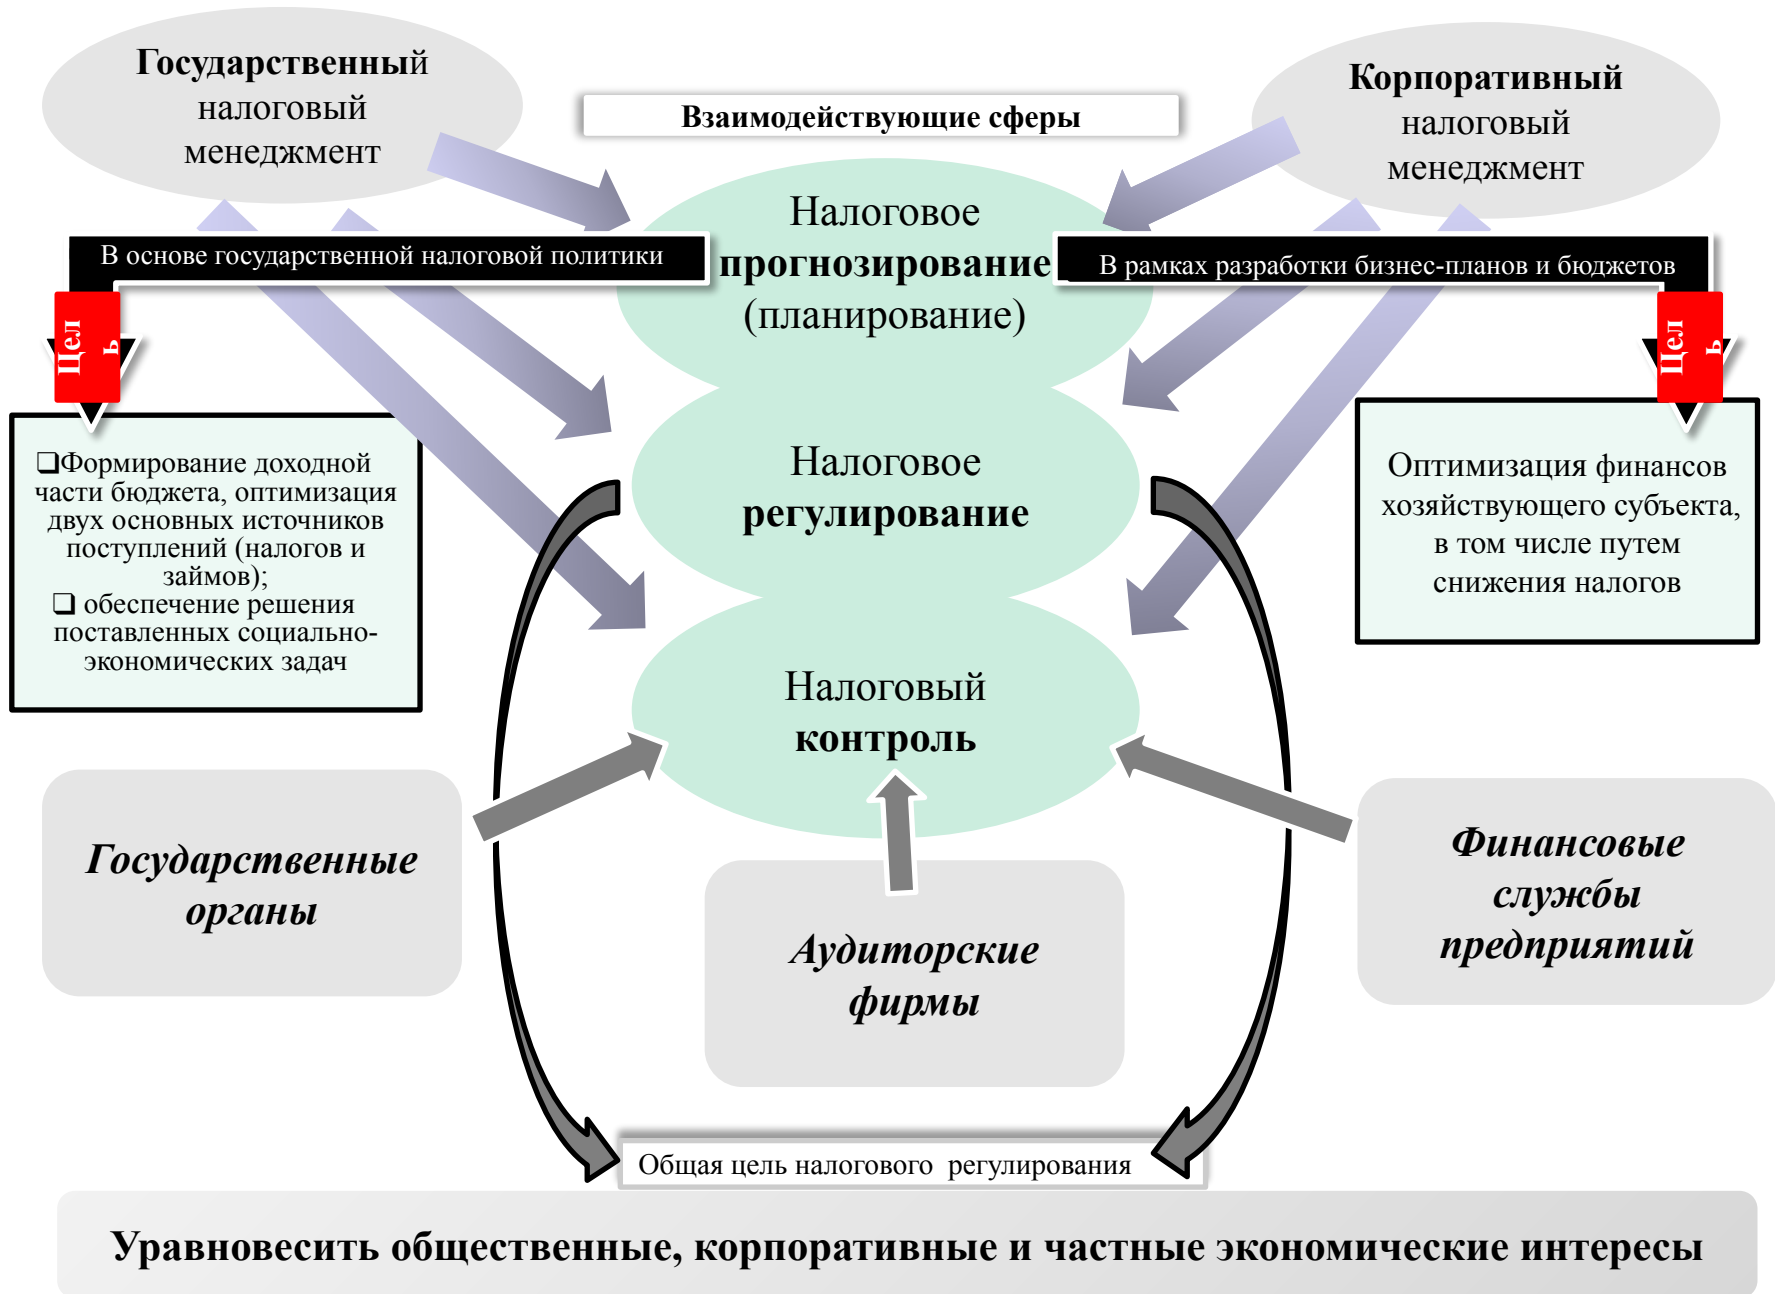 Государственный
налоговый
менеджмент
Взаимодействующие сферы
Корпоративный
налоговый
менеджмент
Налоговое
прогнозирование
(планирование)
В основе государственной налоговой политики
В рамках разработки бизнес-планов и бюджетов
Цел
ь
Цел
ь
❑Формирование доходной
части бюджета, оптимизация
двух основных источников
поступлений (налогов и
займов);
❑ обеспечение решения
поставленных социально-
экономических задач
Налоговое
регулирование
Оптимизация финансов
хозяйствующего субъекта,
в том числе путем
снижения налогов
Налоговый
контроль
Государственные
органы
Аудиторские
фирмы
Финансовые
службы
предприятий
Общая цель налогового  регулирования
Уравновесить общественные, корпоративные и частные экономические интересы